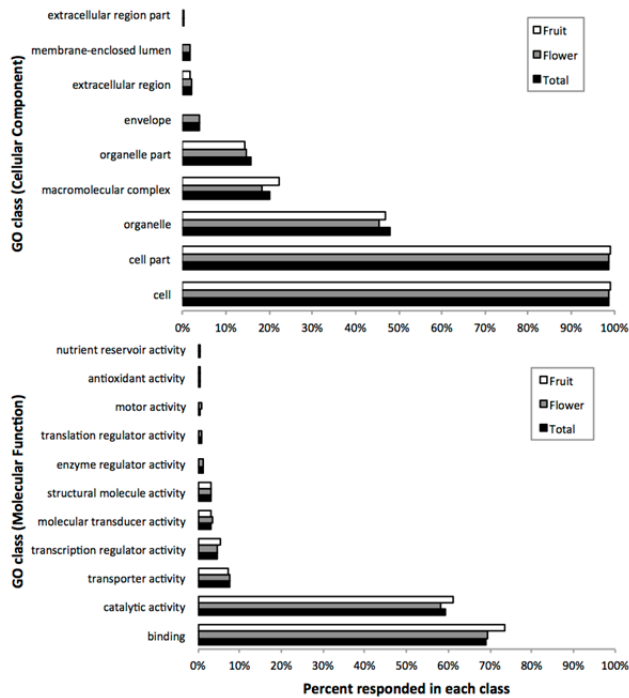 extracellular region part
membrane-enclosed lumen
extracellular region
envelope
organelle part
macromolecular complex
organelle
cell part
cell
GO class (Cellular Component)
Fruit
Flower
Total
0% 10% 20% 30% 40% 50% 60% 70% 80% 90% 100%
nutrient reservoir activity
antioxidant activity
motor activity
translation regulator activity
enzyme regulator activity
structural molecule activity
molecular transducer activity
transcription regulator activity
transporter activity
catalytic activity
binding
GO class (Molecular Function)
Fruit
Flower
Total
0% 10% 20% 30% 40% 50% 60% 70% 80% 90% 100%
Percent responded in each class